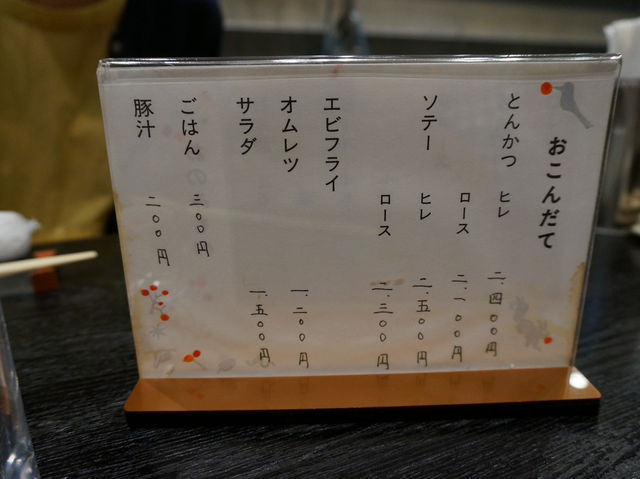 おこんだて
とんかつ ヒレ 二.四〇〇円
ロース 二.一〇〇円
ソテー ヒレ 二.五〇〇円
ロース 二.三〇〇円
エビフライ
オムレツ 一.二〇〇円
サラダ 一.五〇〇円
ごはん 三〇〇円
豚汁 二〇〇円